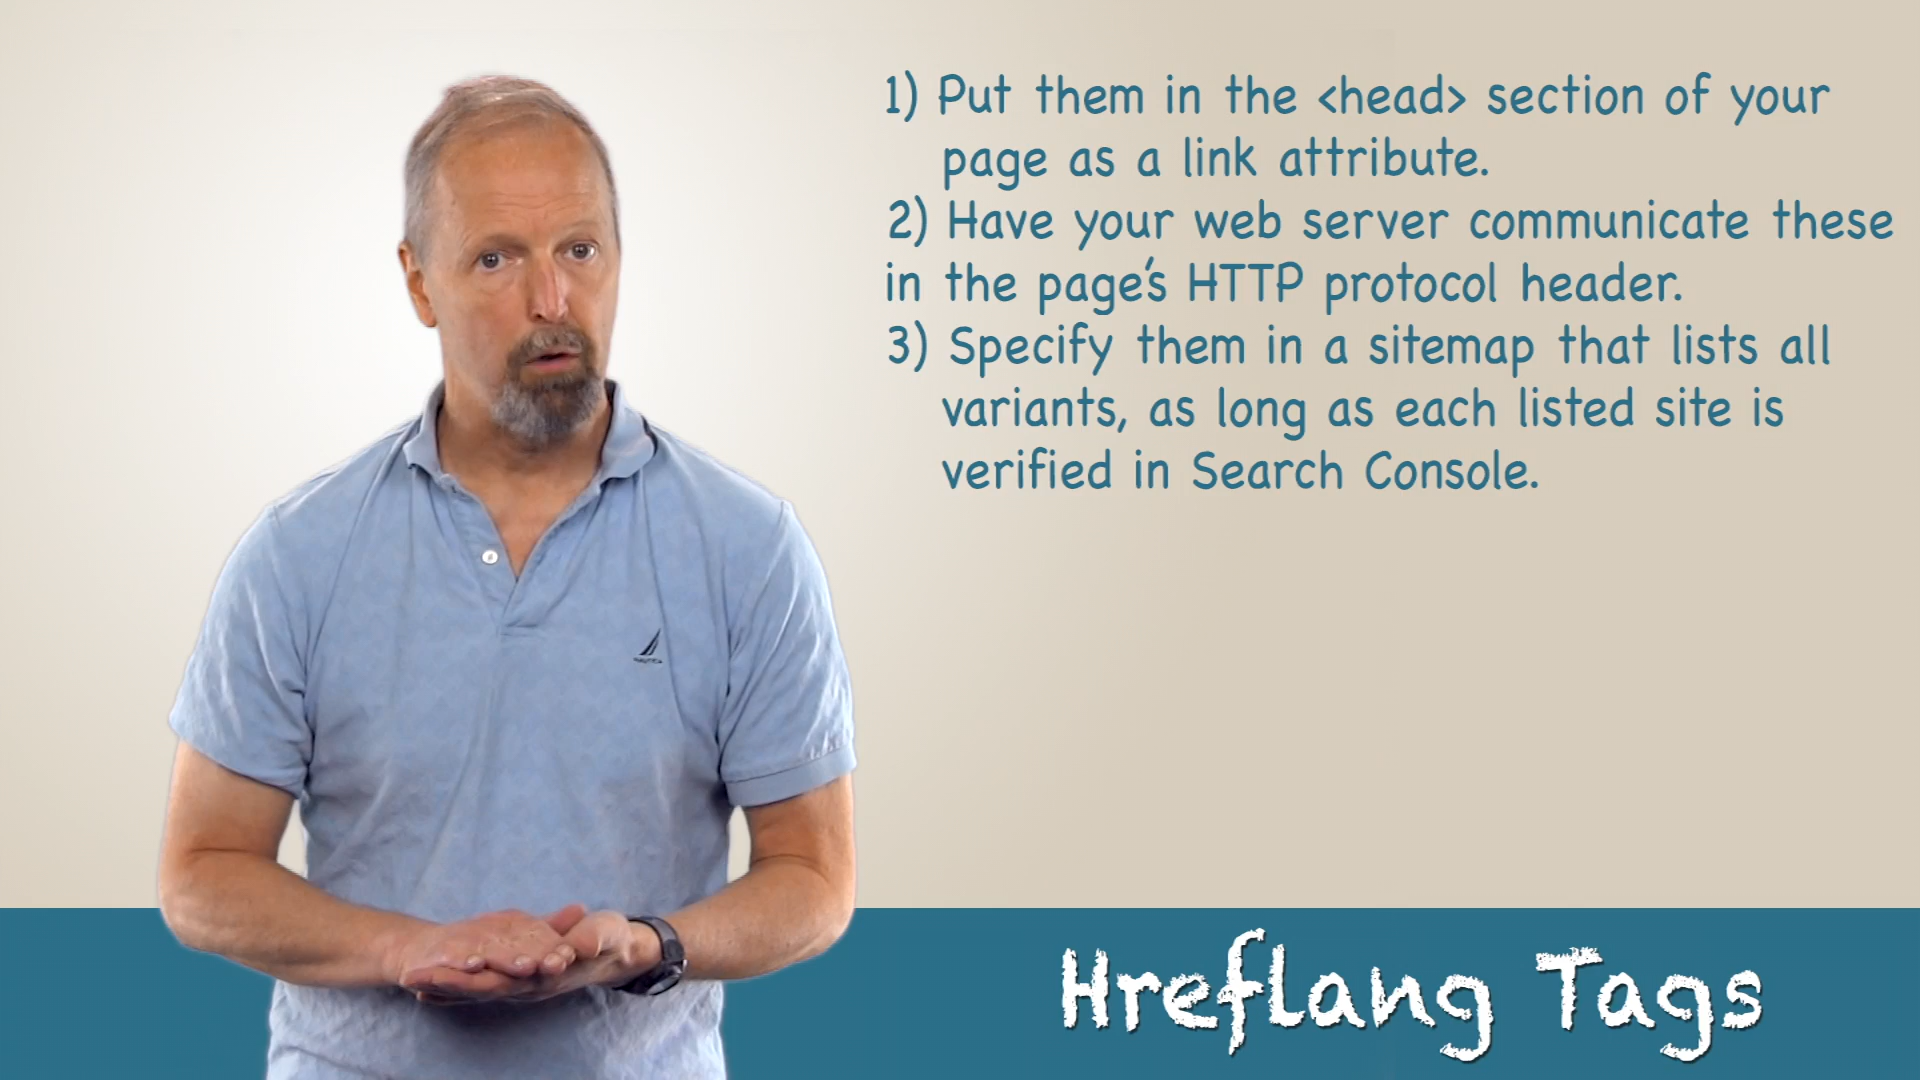 1) Put them in the <head> section of your
page as a link attribute.
2) Have your web server communicate these
in the page's HTTP protocol header.
3) Specify them in a sitemap that lists all
variants, as long as each listed site is
verified in Search Console.
NAUTICA
Hreflang Tags